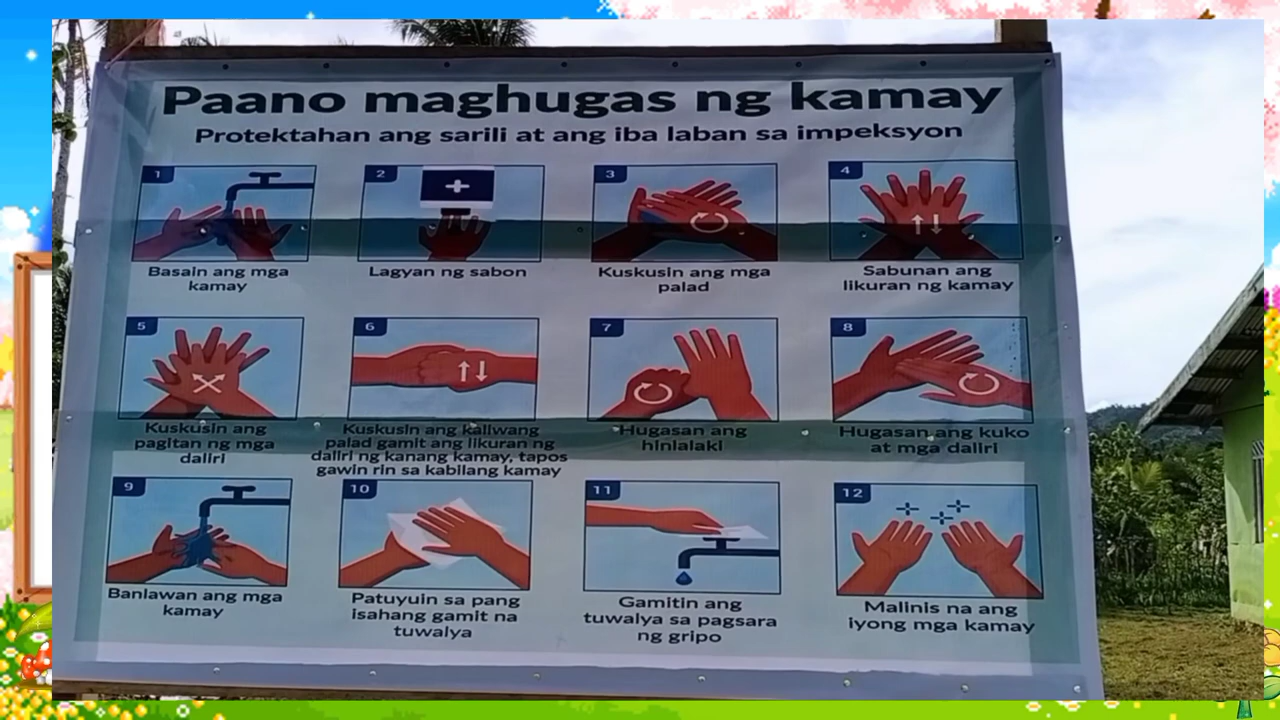 Paano maghugas ng kamay
Protektahan ang sarili at ang iba laban sa impeksyon
1
2
3
4
Basain ang mga
kamay
Lagyan ng sabon
Kuskusin ang mga
palad
Sabunan ang
likuran ng kamay
5
6
7
8
Kuskusin ang
pagitan ng mga
daliri
Kuskusin ang kaliwang
palad gamit ang likuran ng
daliri ng kanang kamay, tapos
gawin rin sa kabilang kamay
Hugasan ang
hinlalaki
Hugasan ang kuko
at mga daliri
9
10
11
12
Banlawan ang mga
kamay
Patuyuin sa pang
isahang gamit na
tuwalya
Gamitin ang
tuwalya sa pagsara
ng gripo
Malinis na ang
iyong mga kamay